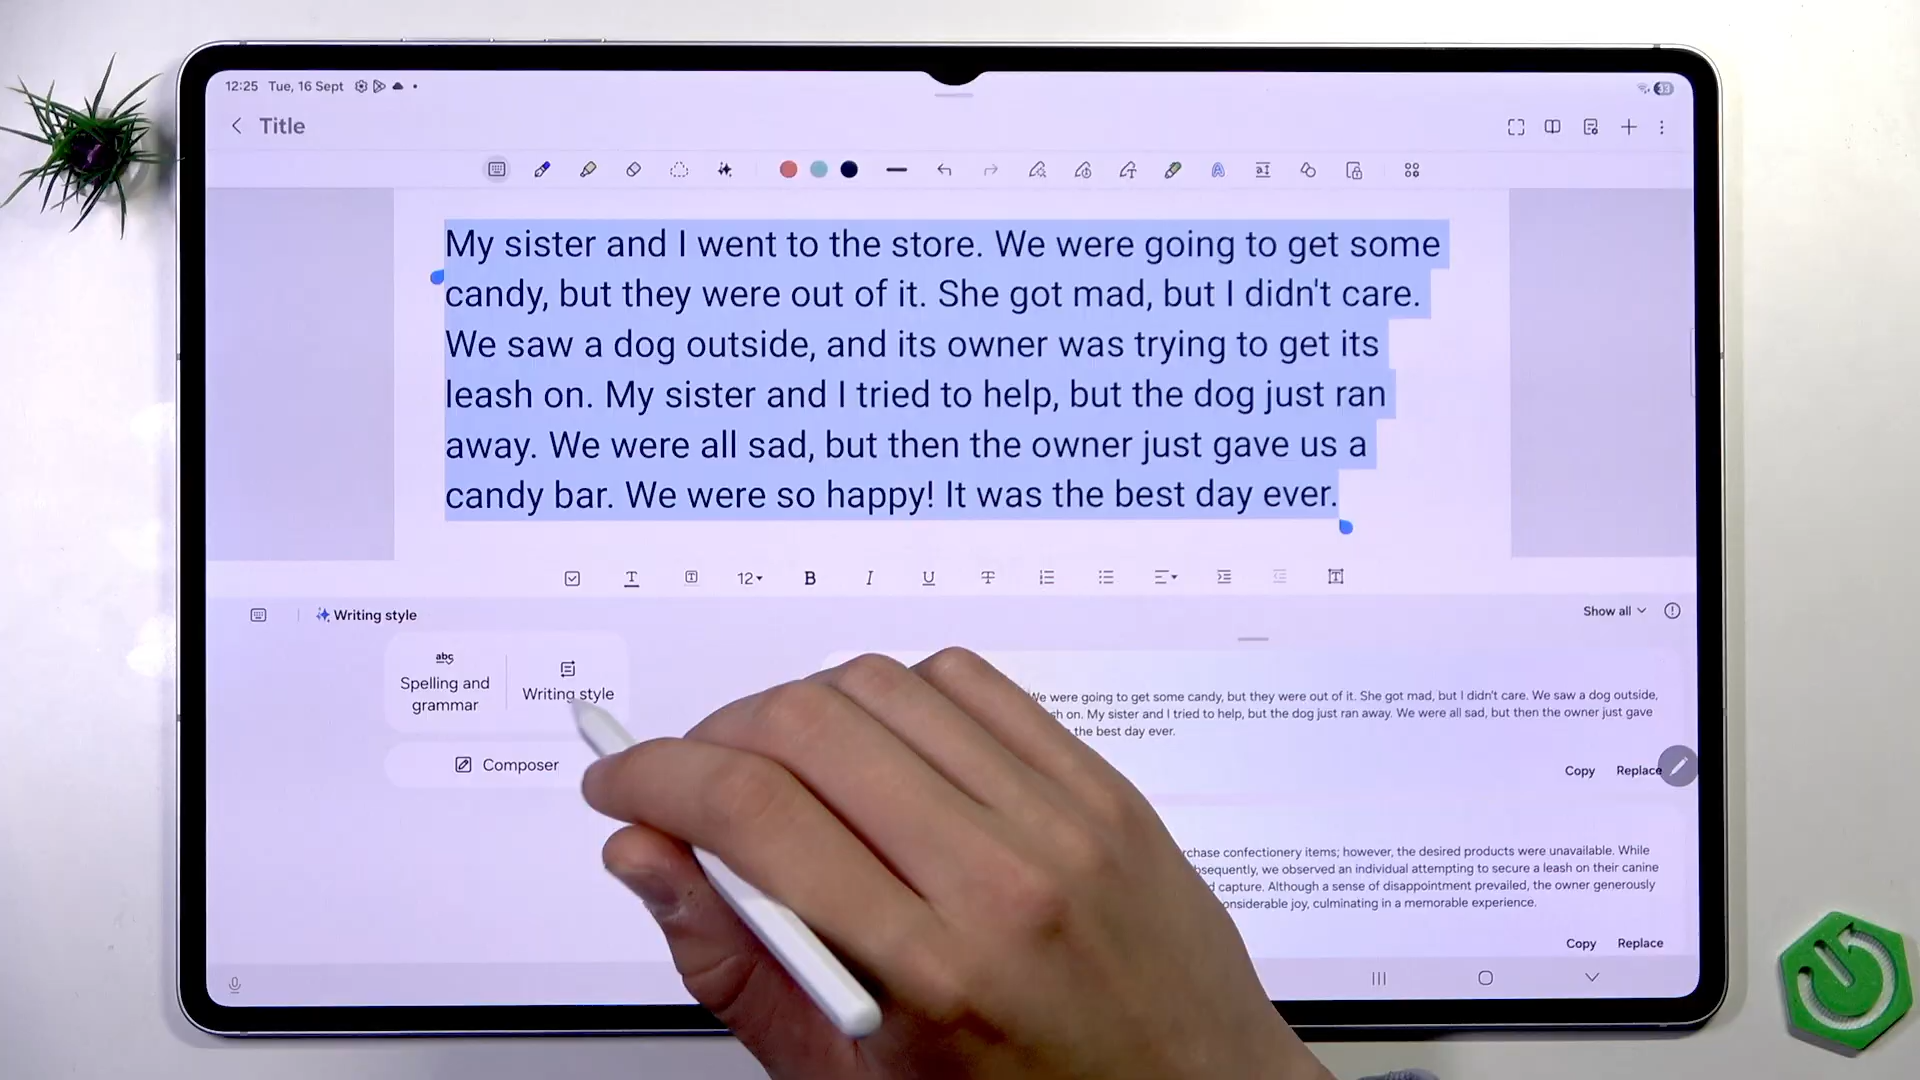 12:25 Tue, 16 Sept
33
Title
My sister and I went to the store. We were going to get some
candy, but they were out of it. She got mad, but I didn't care.
We saw a dog outside, and its owner was trying to get its
leash on. My sister and I tried to help, but the dog just ran
away. We were all sad, but then the owner just gave us a
candy bar. We were so happy! It was the best day ever.
12 B I U T
Writing style
Show all
Spelling and
grammar
Writing style
Composer
We were going to get some candy, but they were out of it. She got mad, but I didn't care. We saw a dog outside,
on. My sister and I tried to help, but the dog just ran away. We were all sad, but then the owner just gave
the best day ever.
Copy Replace
confectionery items; however, the desired products were unavailable. While
we observed an individual attempting to secure a leash on their canine
capture. Although a sense of disappointment prevailed, the owner generously
considerable joy, culminating in a memorable experience.
Copy Replace